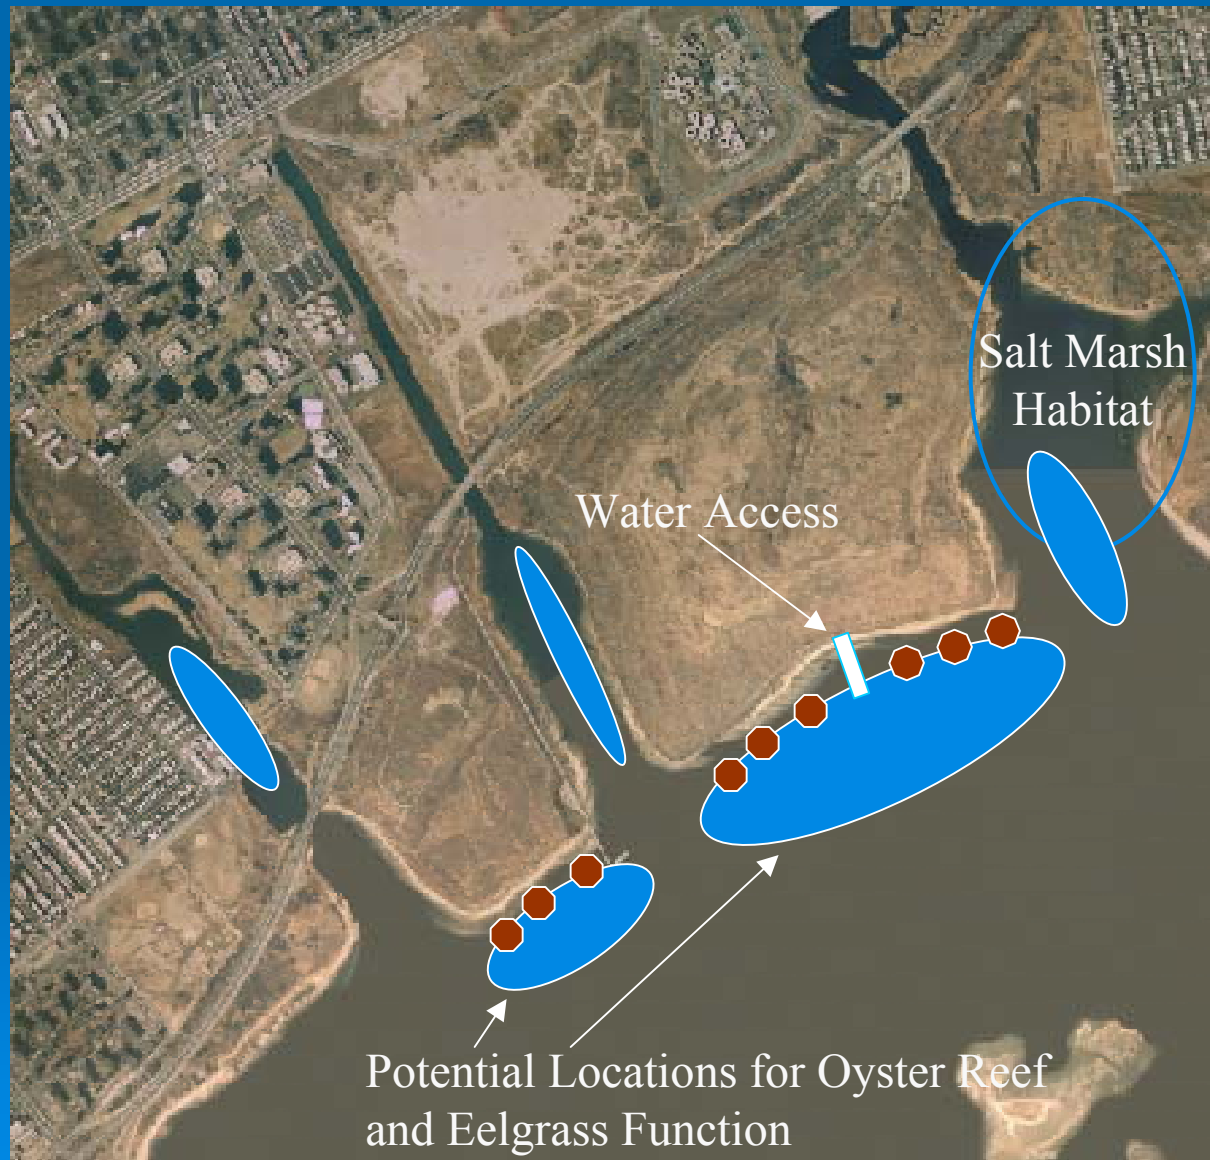 Salt Marsh
Habitat
Water Access
Potential Locations for Oyster Reef
and Eelgrass Function